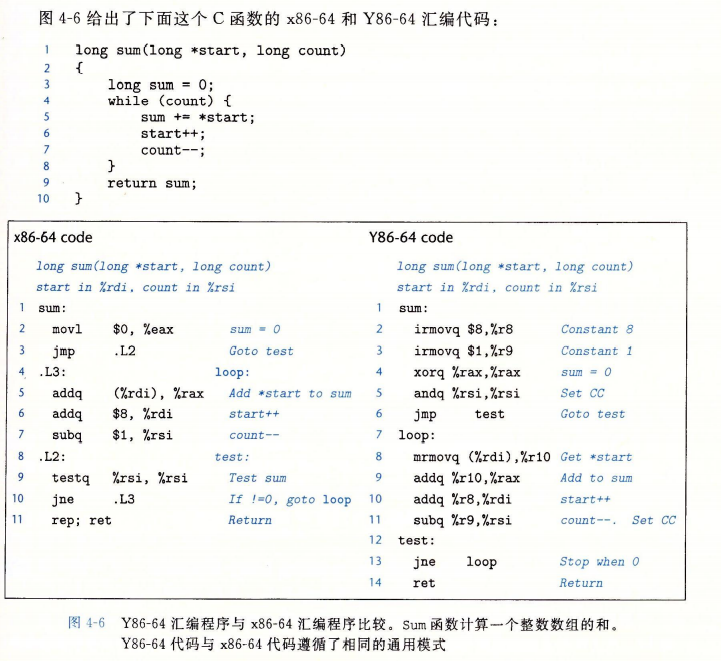 图 4-6 给出了下面这个 C 函数的 x86-64 和 Y86-64 汇编代码：
1 long sum(long *start, long count)
2 {
3 long sum = 0;
4 while (count) {
5 sum += *start;
6 start++;
7 count--;
8 }
9 return sum;
10 }
x86-64 code
long sum(long *start, long count)
start in %rdi, count in %rsi
1 sum:
2 movl $0, %eax sum = 0
3 jmp .L2 Goto test
4 .L3: loop:
5 addq (%rdi), %rax Add *start to sum
6 addq $8, %rdi start++
7 subq $1, %rsi count--
8 .L2: test:
9 testq %rsi, %rsi Test sum
10 jne .L3 If !=0, goto loop
11 rep; ret Return
Y86-64 code
long sum(long *start, long count)
start in %rdi, count in %rsi
1 sum:
2 irmovq $8,%r8 Constant 8
3 irmovq $1,%r9 Constant 1
4 xorq %rax,%rax sum = 0
5 andq %rsi,%rsi Set CC
6 jmp test Goto test
7 loop:
8 mrmovq (%rdi),%r10 Get *start
9 addq %r10,%rax Add to sum
10 addq %r8,%rdi start++
11 subq %r9,%rsi count--. Set CC
12 test:
13 jne loop Stop when 0
14 ret Return
图 4-6 Y86-64 汇编程序与 x86-64 汇编程序比较。Sum 函数计算一个整数数组的和。
Y86-64 代码与 x86-64 代码遵循了相同的通用模式